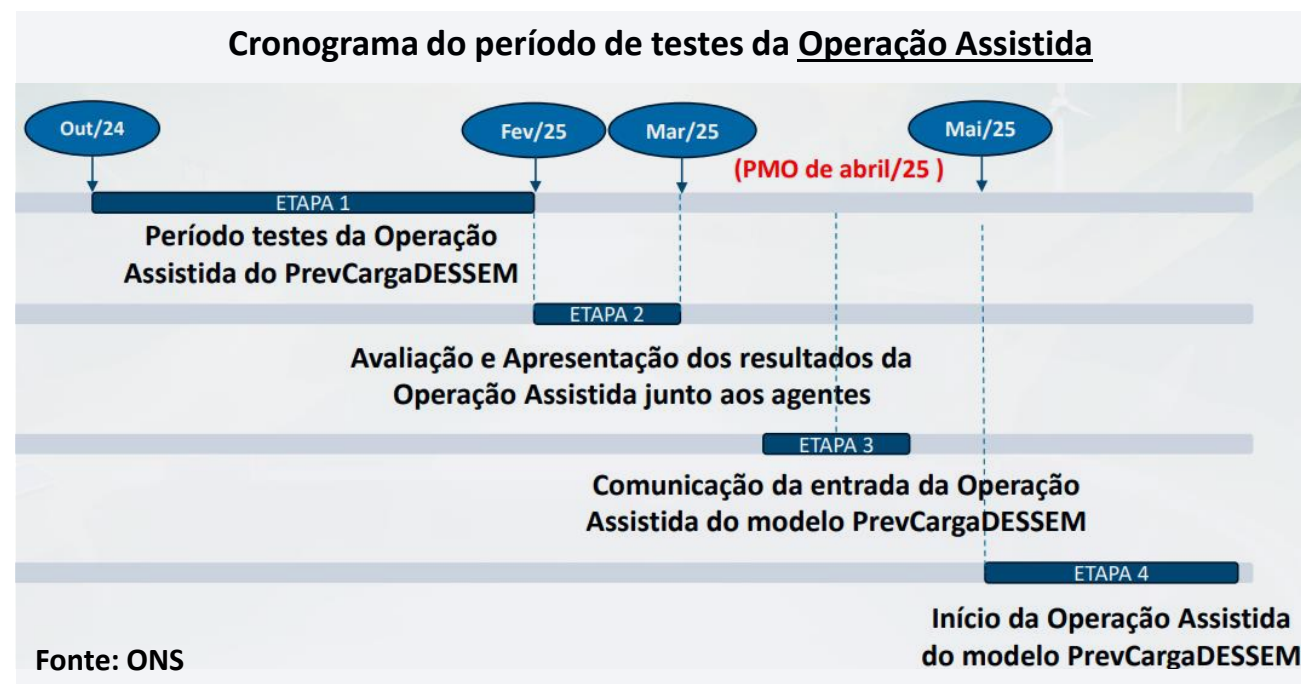 Cronograma do período de testes da Operação Assistida
Out/24
Fev/25
Mar/25
Mai/25
(PMO de abril/25 )
ETAPA 1
Período testes da Operação
Assistida do PrevCargaDESSEM
ETAPA 2
Avaliação e Apresentação dos resultados da
Operação Assistida junto aos agentes
ETAPA 3
Comunicação da entrada da Operação
Assistida do modelo PrevCargaDESSEM
ETAPA 4
Início da Operação Assistida
do modelo PrevCargaDESSEM
Fonte: ONS